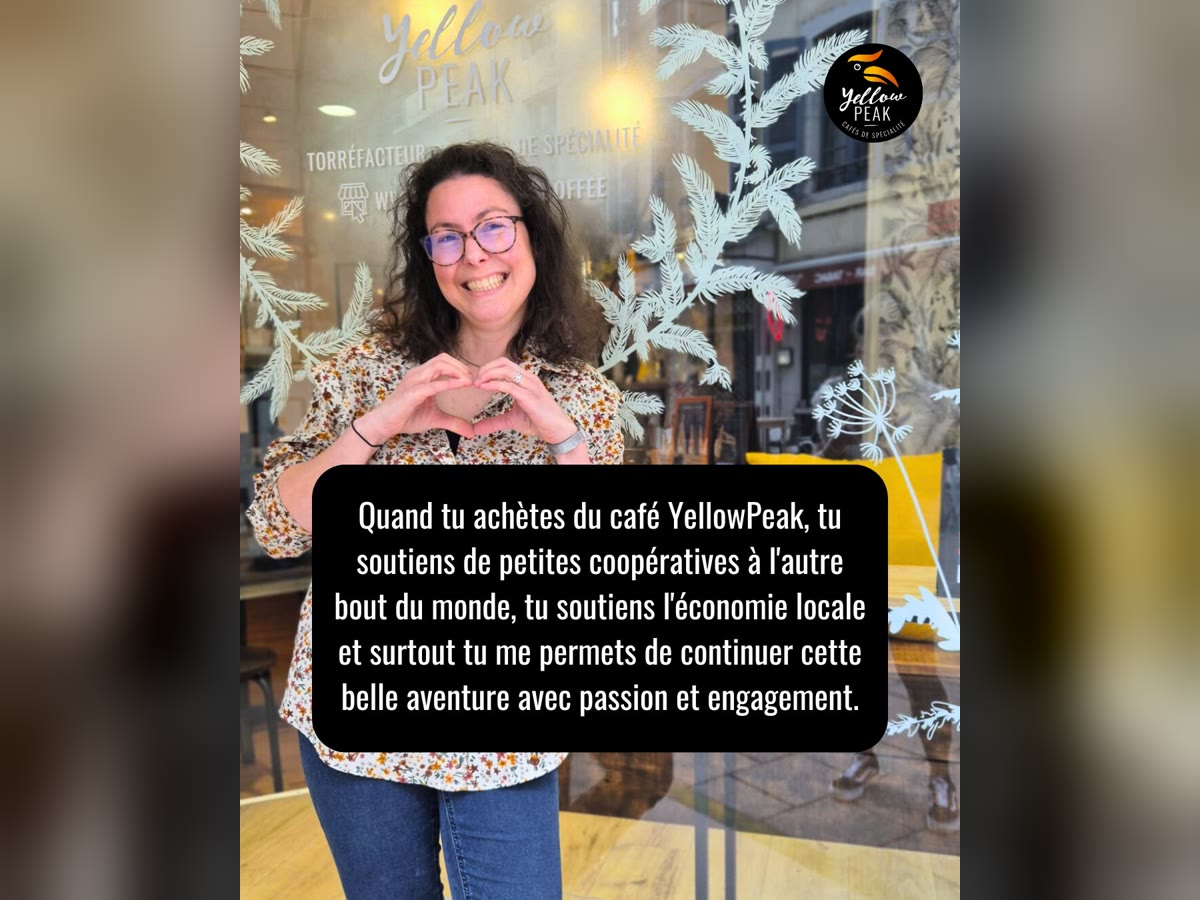 Yellow
PEAK
TORRÉFACTEUR DE SPÉCIALITÉ
Yellow
PEAK
CAFÉS DE SPÉCIALITÉ
Quand tu achètes du café YellowPeak, tu
soutiens de petites coopératives à l'autre
bout du monde, tu soutiens l'économie locale
et surtout tu me permets de continuer cette
belle aventure avec passion et engagement.